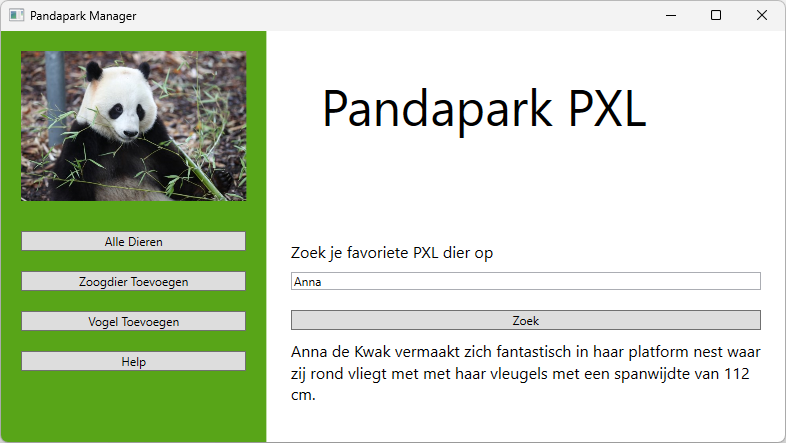 Pandapark Manager
Pandapark PXL
Alle Dieren
Zoogdier Toevoegen
Vogel Toevoegen
Help
Zoek je favoriete PXL dier op
Anna
Zoek
Anna de Kwak vermaakt zich fantastisch in haar platform nest waar
zij rond vliegt met met haar vleugels met een spanwijdte van 112
cm.